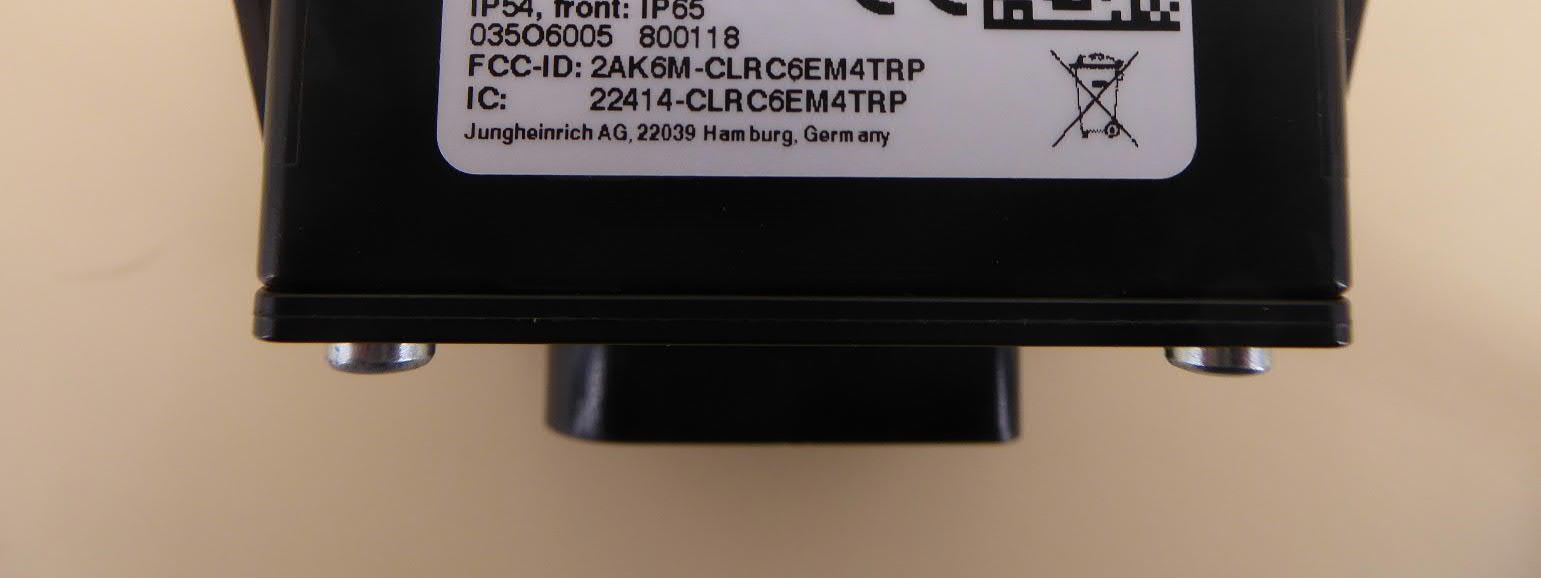 IP54, front: IP65
035O6005 800118
FCC-ID: 2AK6M-CLRC6EM4TRP
IC: 22414-CLRC6EM4TRP
Jungheinrich AG, 22039 Hamburg, Germany